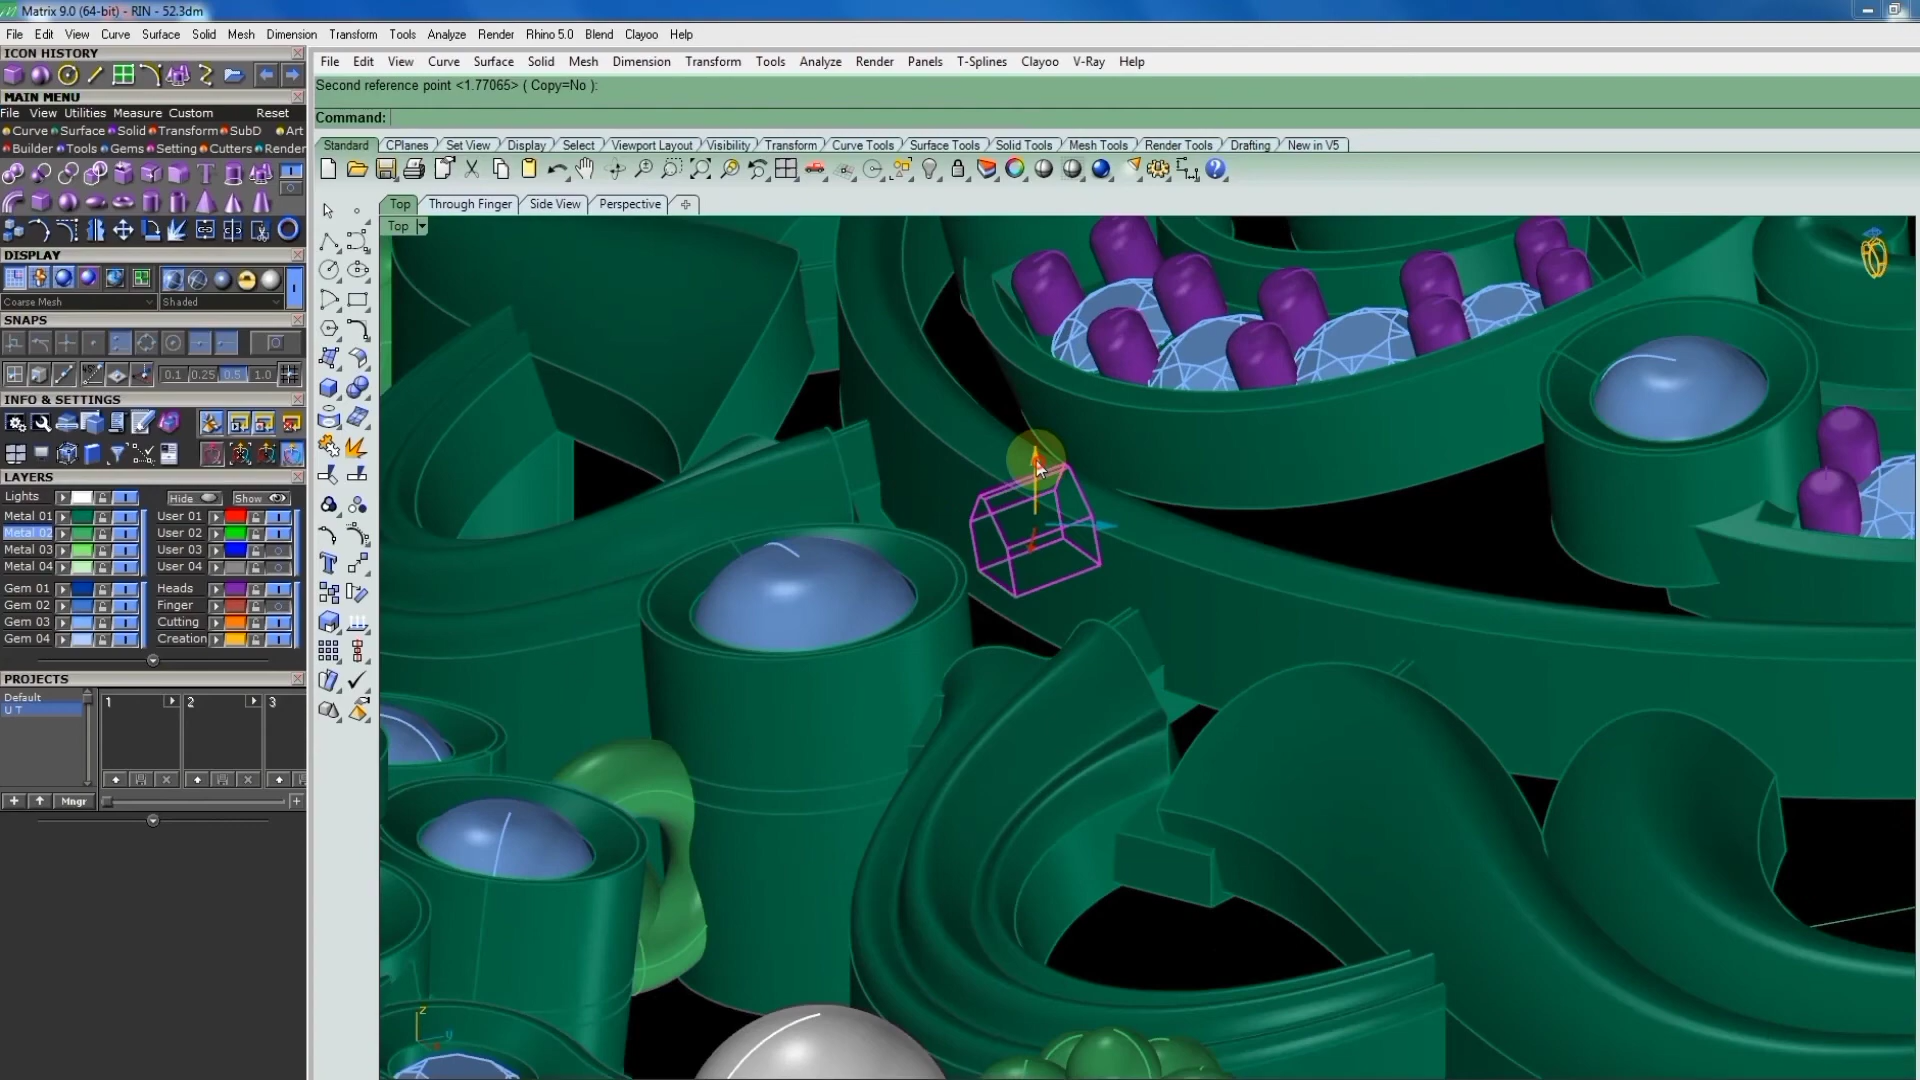 Matrix 9.0 (64-bit) - RIN - 52.3dm
File Edit View Curve Surface Solid Mesh Dimension Transform Tools Analyze Render Rhino 5.0 Blend Clayoo Help
ICON HISTORY
MAIN MENU
File View Utilities Measure Custom Reset
Curve Surface Solid Transform SubD Art
Builder Tools Gems Setting Cutters Render
DISPLAY
Coarse Mesh Shaded
SNAPS
0.1 0.25 0.5 1.0
INFO & SETTINGS
LAYERS
Lights Hide Show
Metal 01 User 01
Metal 02 User 02
Metal 03 User 03
Metal 04 User 04
Gem 01 Heads
Gem 02 Finger
Gem 03 Cutting
Gem 04 Creation
PROJECTS
Default
U T
1 2 3
Mngr
File Edit View Curve Surface Solid Mesh Dimension Transform Tools Analyze Render Panels T-Splines Clayoo V-Ray Help
Second reference point <1.77065> ( Copy=No ):
Command:
Standard CPlanes Set View Display Select Viewport Layout Visibility Transform Curve Tools Surface Tools Solid Tools Mesh Tools Render Tools Drafting New in V5
Top Through Finger Side View Perspective
Top
z